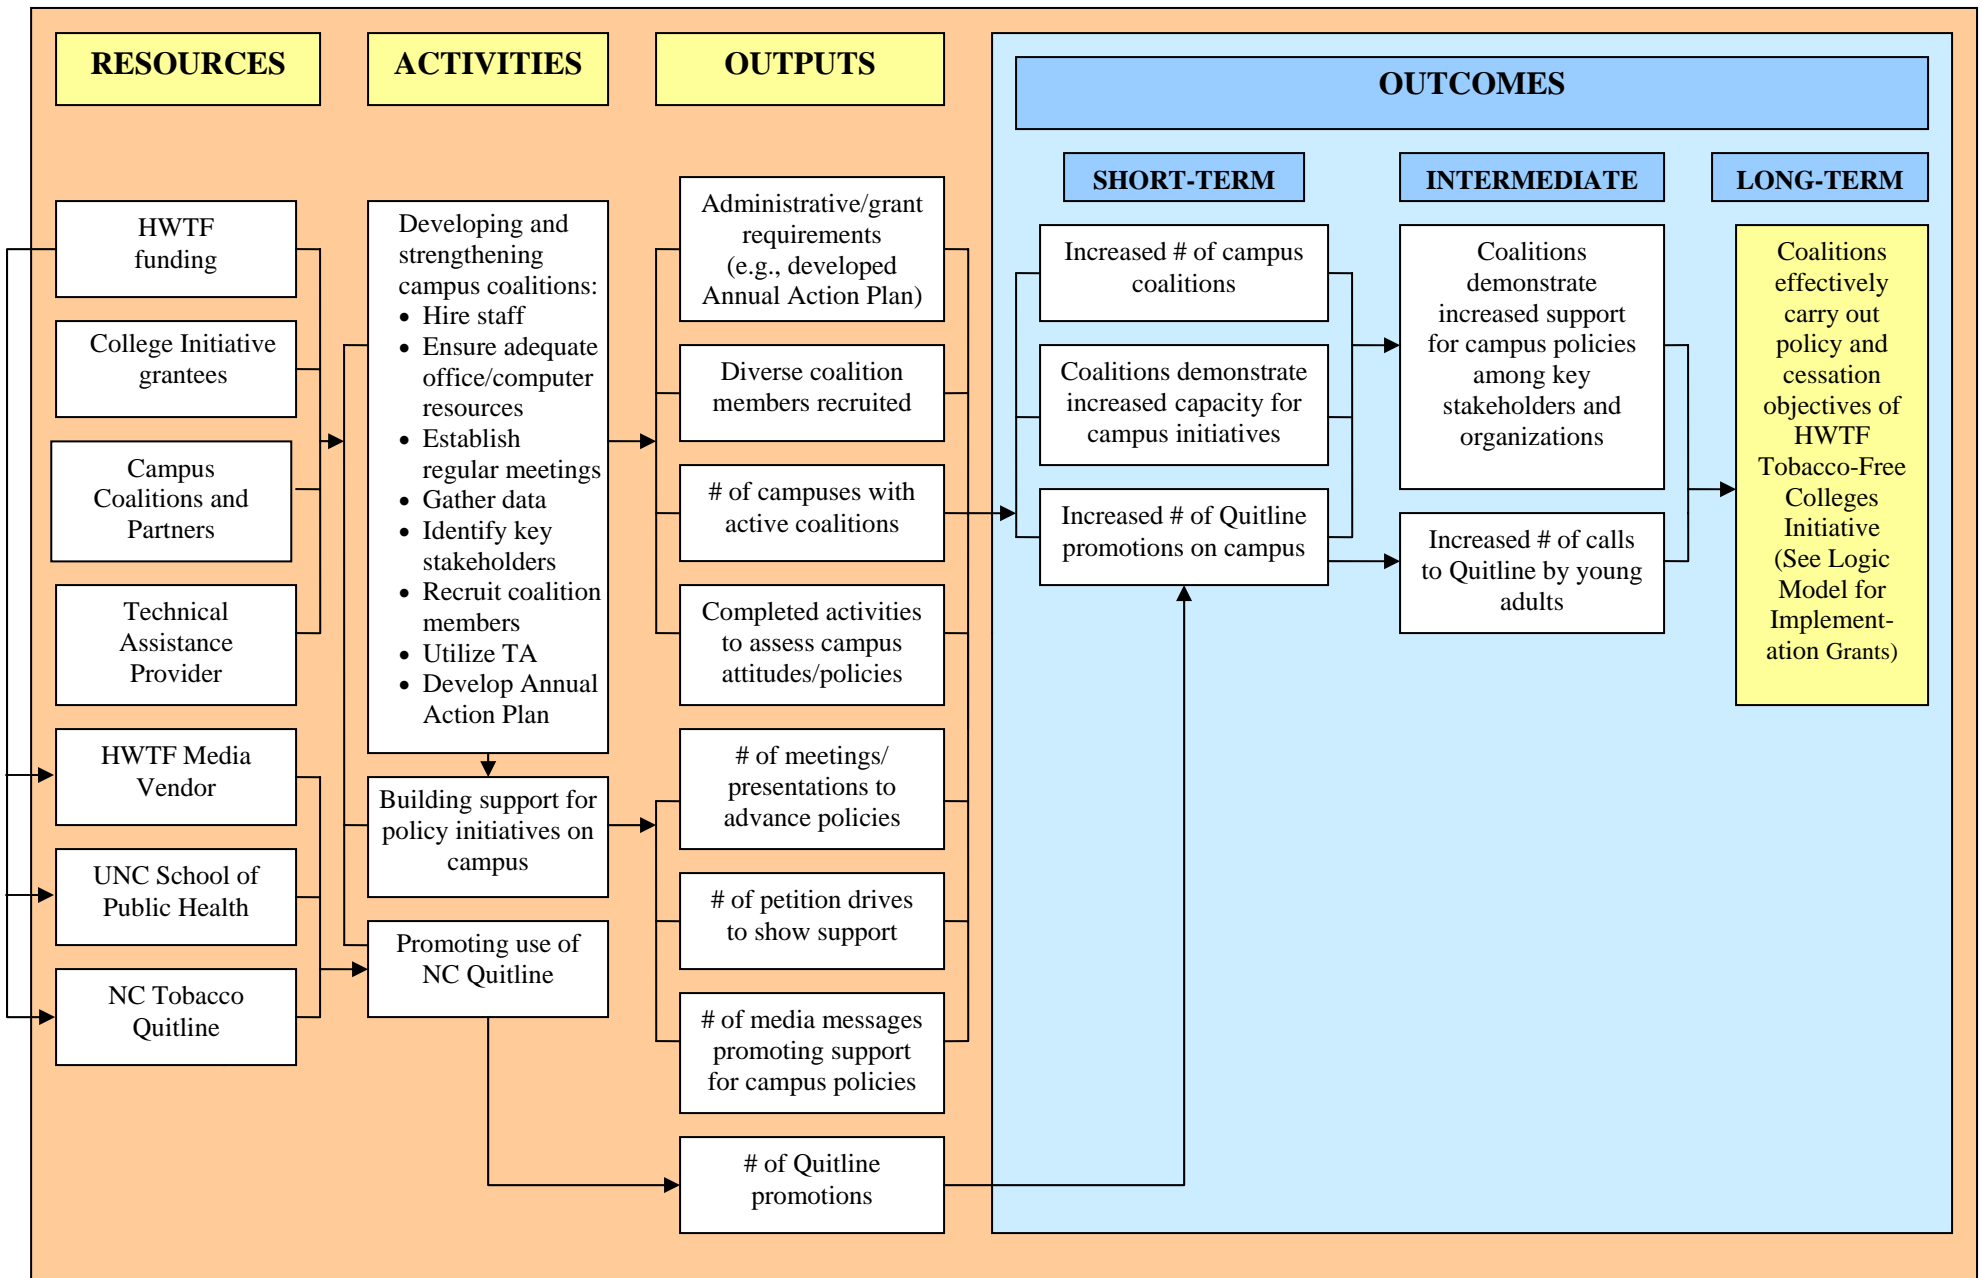 RESOURCES
ACTIVITIES
OUTPUTS
OUTCOMES
SHORT-TERM
INTERMEDIATE
LONG-TERM
HWTF
funding
College Initiative
grantees
Campus
Coalitions and
Partners
Technical
Assistance
Provider
HWTF Media
Vendor
UNC School of
Public Health
NC Tobacco
Quitline
Developing and
strengthening
campus coalitions:
• Hire staff
• Ensure adequate
office/computer
resources
• Establish
regular meetings
• Gather data
• Identify key
stakeholders
• Recruit coalition
members
• Utilize TA
• Develop Annual
Action Plan
Building support for
policy initiatives on
campus
Promoting use of
NC Quitline
Administrative/grant
requirements
(e.g., developed
Annual Action Plan)
Diverse coalition
members recruited
# of campuses with
active coalitions
Completed activities
to assess campus
attitudes/policies
# of meetings/
presentations to
advance policies
# of petition drives
to show support
# of media messages
promoting support
for campus policies
# of Quitline
promotions
Increased # of campus
coalitions
Coalitions demonstrate
increased capacity for
campus initiatives
Increased # of Quitline
promotions on campus
Coalitions
demonstrate
increased support
for campus policies
among key
stakeholders and
organizations
Increased # of calls
to Quitline by young
adults
Coalitions
effectively
carry out
policy and
cessation
objectives of
HWTF
Tobacco-Free
Colleges
Initiative
(See Logic
Model for
Implement-
ation Grants)